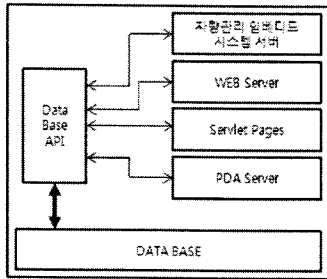 차량관리 임베디드
시스템 서버
WEB Server
Data
Base
API
Servlet Pages
PDA Server
DATA BASE